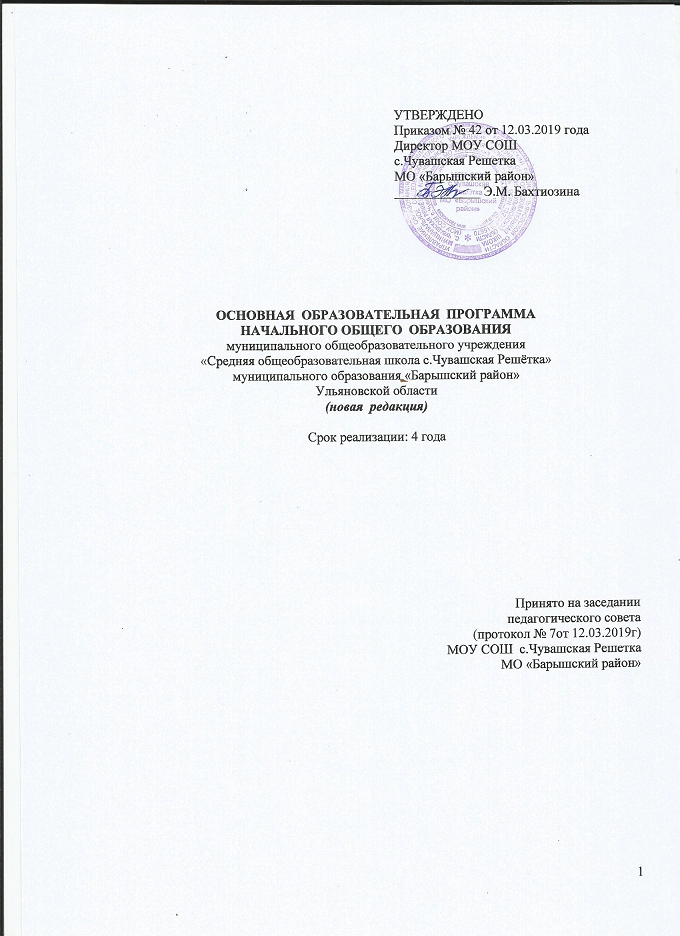 УТВЕРЖДЕНО
Приказом № 42 от 12.03.2019 года
Директор МОУ СОШ
с.Чувашская Решетка
МО «Барышский район»
Э.М. Бахтиозина
ОСНОВНАЯ ОБРАЗОВАТЕЛЬНАЯ ПРОГРАММА
НАЧАЛЬНОГО ОБЩЕГО ОБРАЗОВАНИЯ
муниципального общеобразовательного учреждения
«Средняя общеобразовательная школа с.Чувашская Решётка»
муниципального образования «Барышский район»
Ульяновской области
(новая редакция)
Срок реализации: 4 года
Принято на заседании
педагогического совета
(протокол № 7от 12.03.2019г)
МОУ СОШ с.Чувашская Решетка
МО «Барышский район»
1